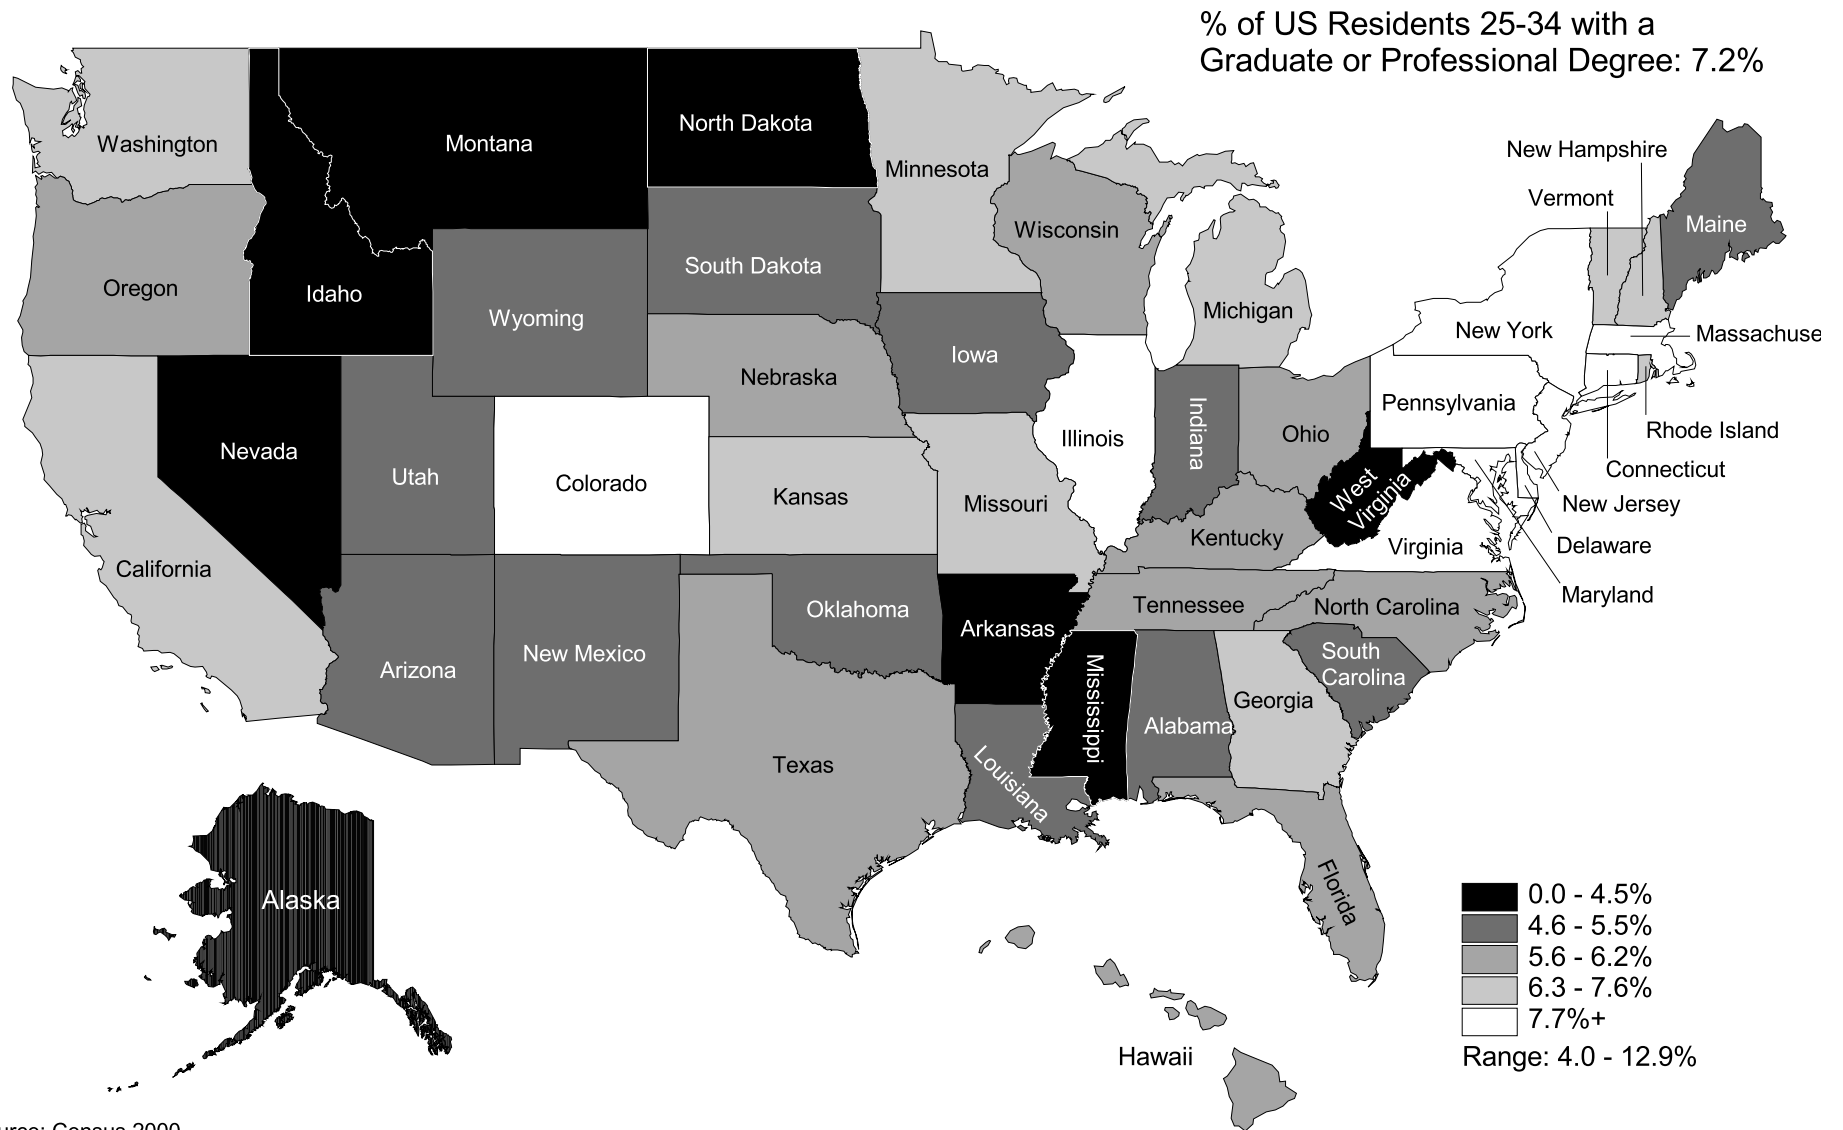 % of US Residents 25-34 with a
Graduate or Professional Degree: 7.2%
Washington
Montana
North Dakota
Minnesota
New Hampshire
Vermont
Maine
Oregon
Idaho
Wyoming
South Dakota
Wisconsin
Michigan
New York
Massachuse
Iowa
Nebraska
Pennsylvania
Illinois
Indiana
Ohio
Rhode Island
Connecticut
Nevada
Utah
Colorado
Kansas
Missouri
West
Virginia
New Jersey
Kentucky
Virginia
Delaware
Maryland
California
Oklahoma
Arkansas
Tennessee
North Carolina
Arizona
New Mexico
Mississippi
Alabama
Georgia
South
Carolina
Texas
Louisiana
Florida
Alaska
Hawaii
0.0 - 4.5%
4.6 - 5.5%
5.6 - 6.2%
6.3 - 7.6%
7.7%+
Range: 4.0 - 12.9%
Census 2000